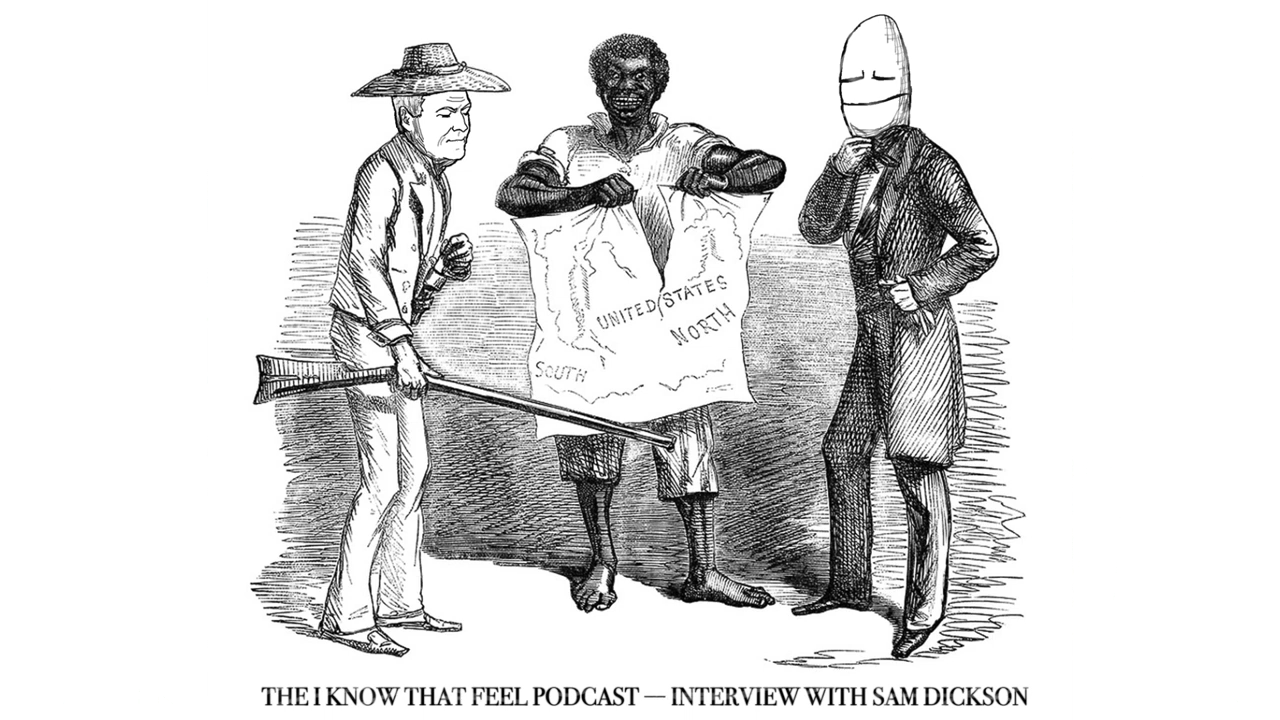 UNITED STATES
NORTH
SOUTH
THE I KNOW THAT FEEL PODCAST — INTERVIEW WITH SAM DICKSON